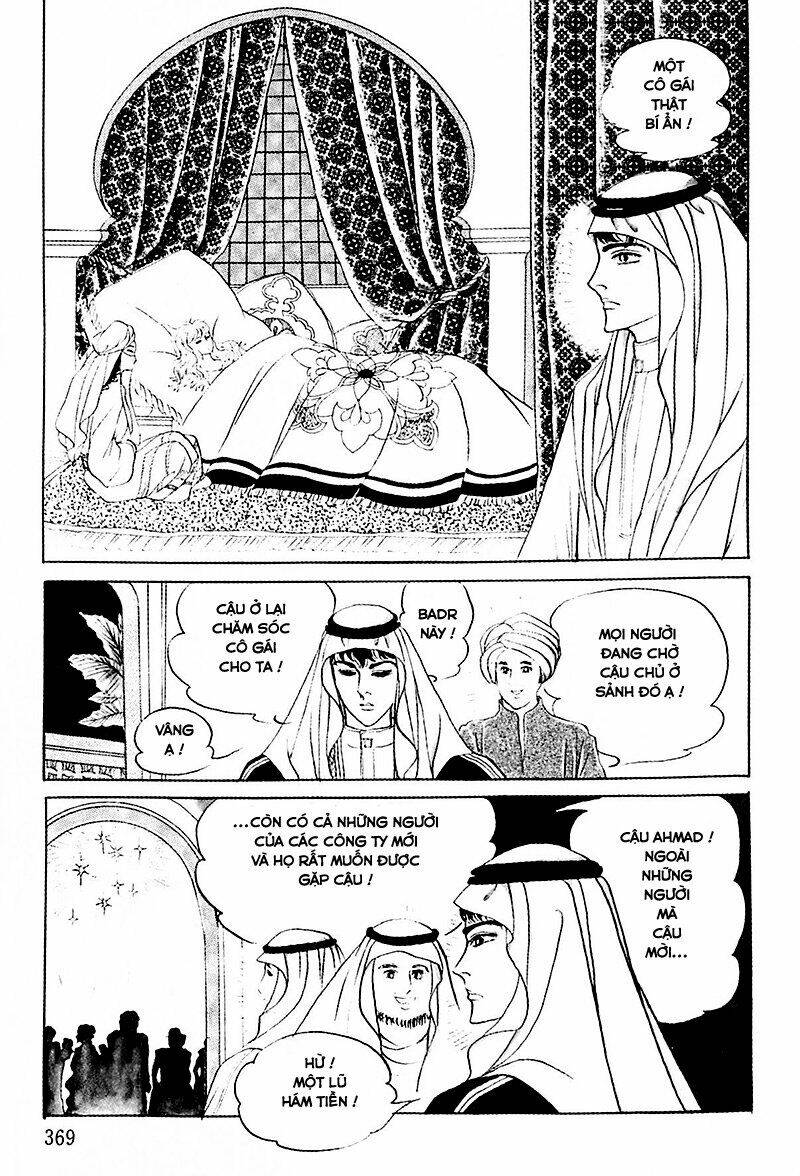 MỘT
CÔ GÁI
THẬT
BÍ ẨN !
CẬU Ở LẠI
CHĂM SÓC
CÔ GÁI
CHO TA !
BADR
NÀY !
MỌI NGƯỜI
ĐANG CHỜ
CẬU CHỦ Ở
SẢNH ĐÓ Ạ !
VÂNG
Ạ !
...CÒN CÓ CẢ NHỮNG NGƯỜI
CỦA CÁC CÔNG TY MỚI
VÀ HỌ RẤT MUỐN ĐƯỢC
GẶP CẬU !
CẬU AHMAD !
NGOÀI
NHỮNG
NGƯỜI
MÀ
CẬU
MỜI...
HỪ !
MỘT LŨ
HÁM TIỀN !
369